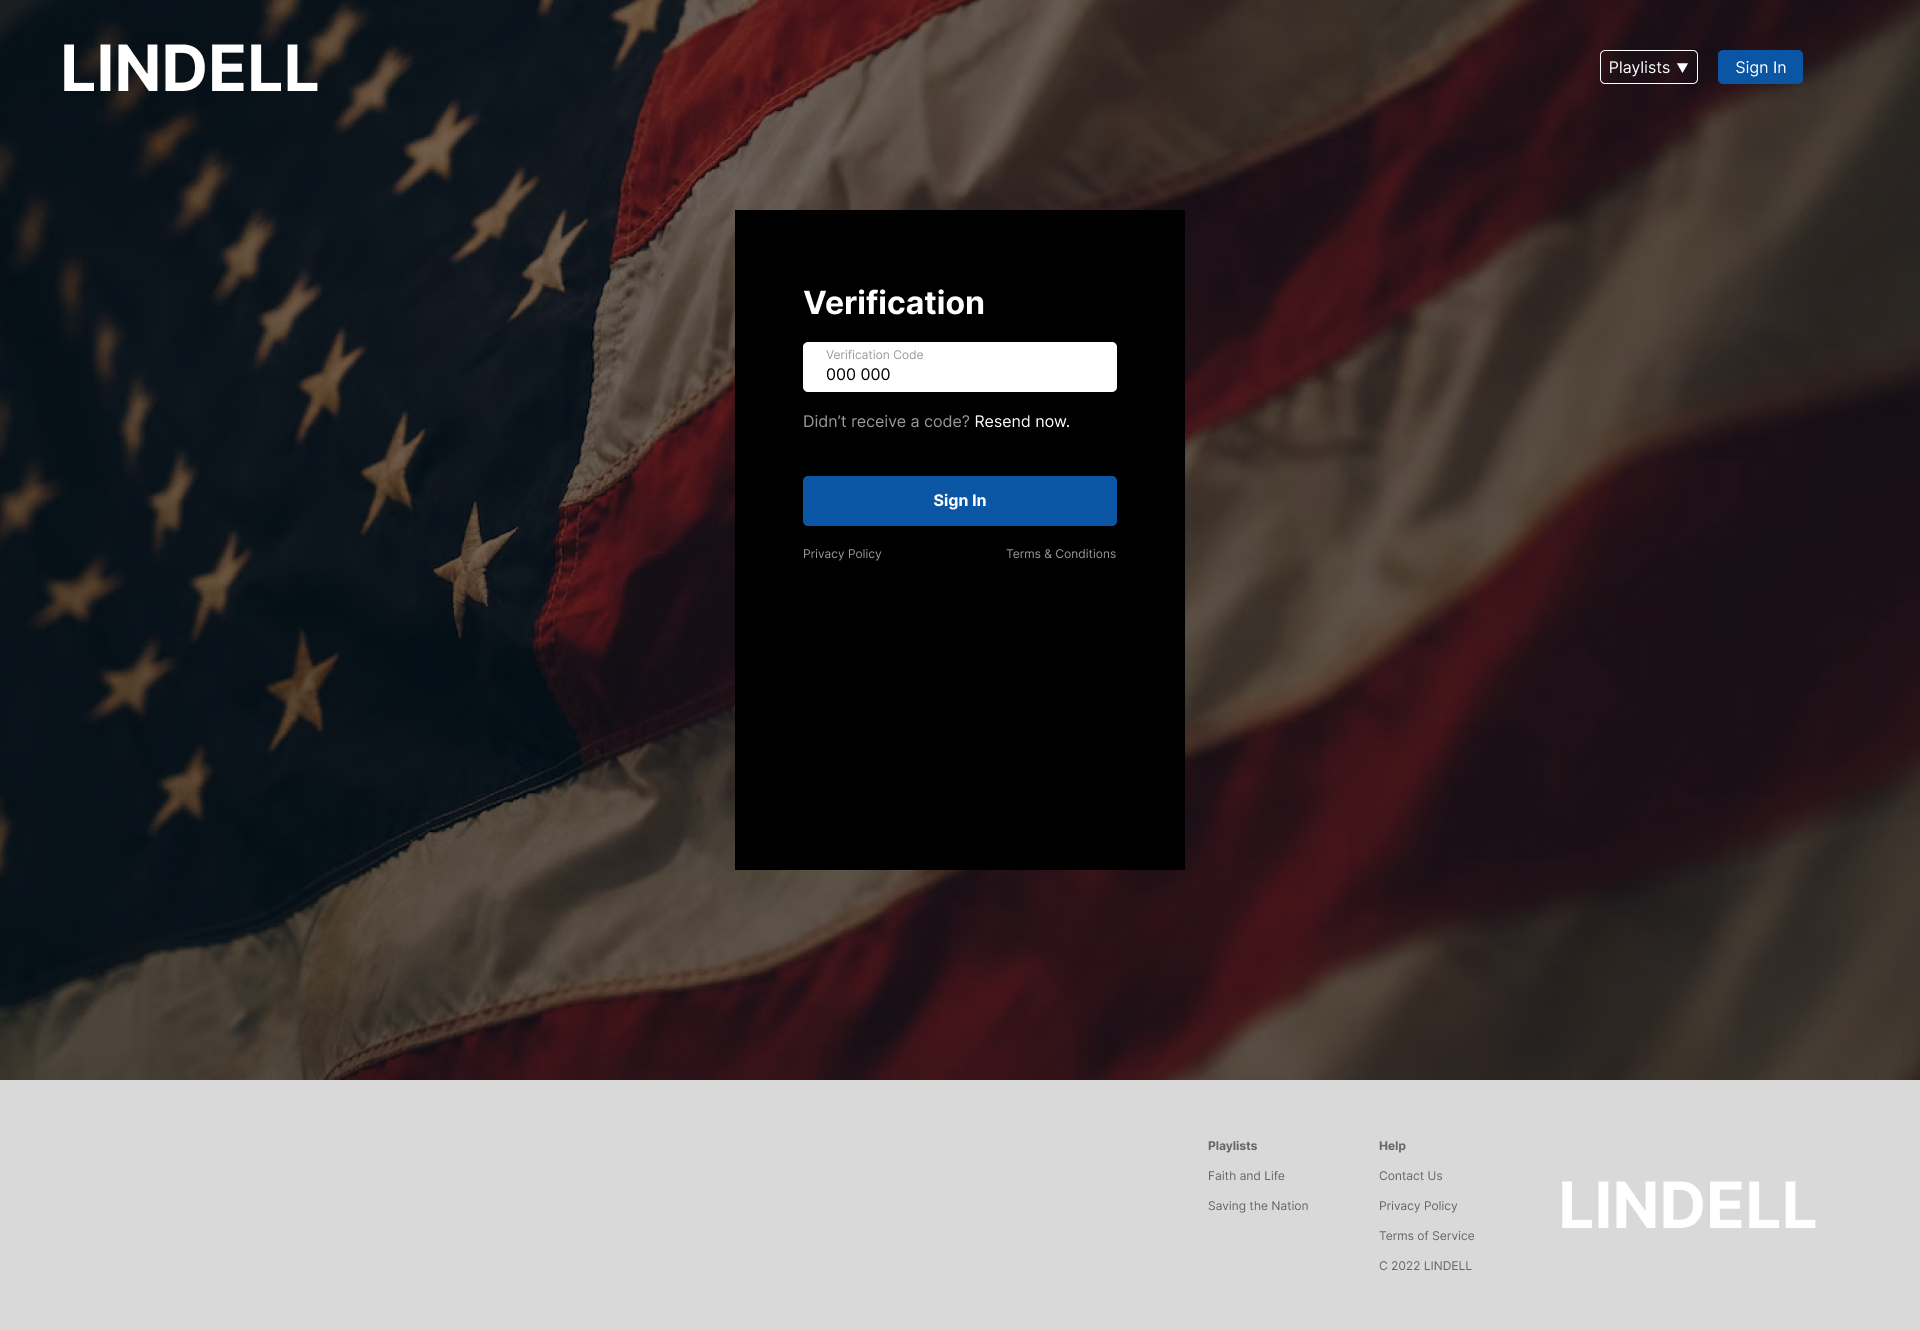 LINDELL
Playlists ▼
Sign In
Verification
Verification Code
000 000
Didn’t receive a code? Resend now.
Sign In
Privacy Policy
Terms & Conditions
Playlists
Faith and Life
Saving the Nation
Help
Contact Us
Privacy Policy
Terms of Service
C 2022 LINDELL
LINDELL